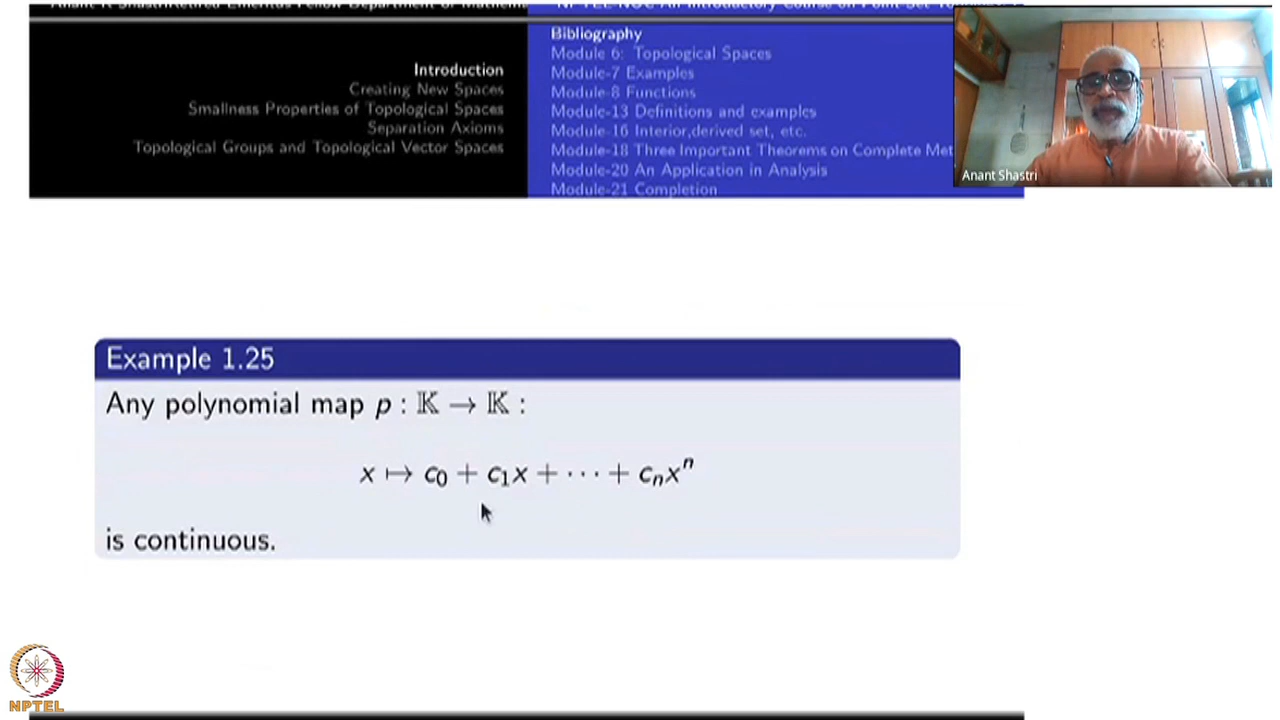 Introduction
Creating New Spaces
Smallness Properties of Topological Spaces
Separation Axioms
Topological Groups and Topological Vector Spaces
Bibliography
Module 6: Topological Spaces
Module-7 Examples
Module-8 Functions
Module-13 Definitions and examples
Module-16 Interior,derived set, etc.
Module-18 Three Important Theorems on Complete Met
Module-20 An Application in Analysis
Module-21 Completion
Anant Shastri
Example 1.25
Any polynomial map p : 𝕂 → 𝕂 :
x ↦ c₀ + c₁x + ⋯ + cₙxⁿ
is continuous.
NPTEL